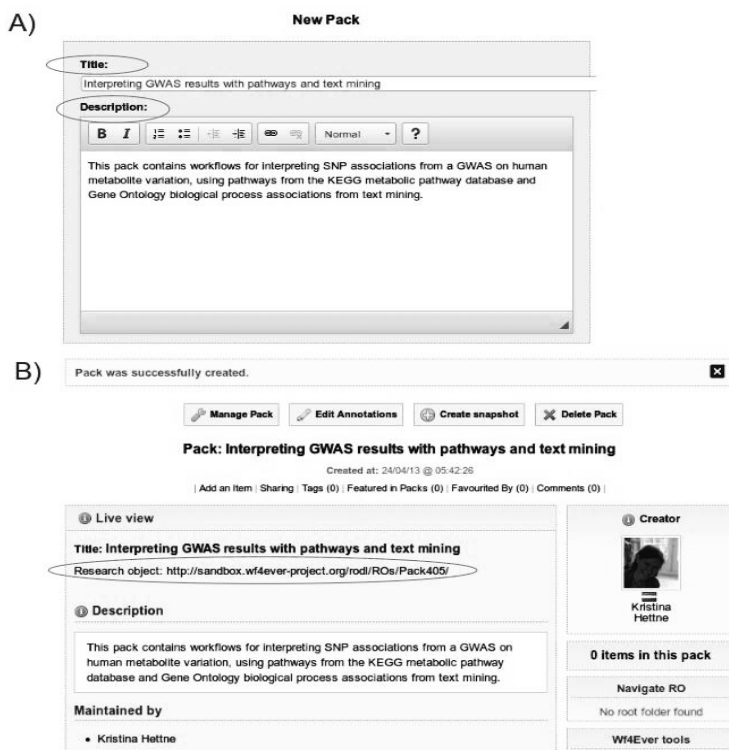 A)
New Pack
Title:
Interpreting GWAS results with pathways and text mining
Description:
B I Normal ?
This pack contains workflows for interpreting SNP associations from a GWAS on human
metabolite variation, using pathways from the KEGG metabolic pathway database and
Gene Ontology biological process associations from text mining.
B)
Pack was successfully created.
Manage Pack Edit Annotations Create snapshot Delete Pack
Pack: Interpreting GWAS results with pathways and text mining
Created at: 24/04/13 @ 05:42:26
| Add an Item | Sharing | Tags (0) | Featured in Packs (0) | Favourited By (0) | Comments (0) |
Live view
Title: Interpreting GWAS results with pathways and text mining
Research object: http://sandbox.wf4ever-project.org/rodl/ROs/Pack405/
Description
This pack contains workflows for interpreting SNP associations from a GWAS on
human metabolite variation, using pathways from the KEGG metabolic pathway
database and Gene Ontology biological process associations from text mining.
Maintained by
• Kristina Hettne
Creator
Kristina
Hettne
0 items in this pack
Navigate RO
No root folder found
Wf4Ever tools